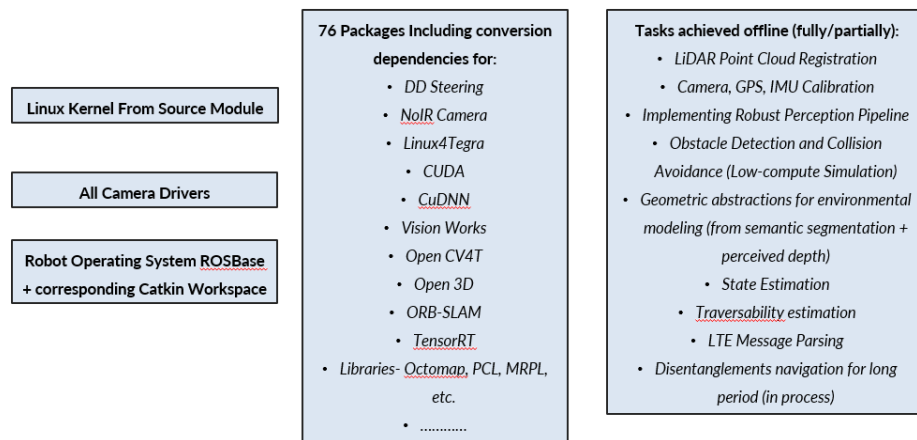 Linux Kernel From Source Module
All Camera Drivers
Robot Operating System ROSBase
+ corresponding Catkin Workspace
76 Packages Including conversion
dependencies for:
• DD Steering
• NoIR Camera
• Linux4Tegra
• CUDA
• CuDNN
• Vision Works
• Open CV4T
• Open 3D
• ORB-SLAM
• TensorRT
• Libraries- Octomap, PCL, MRPL,
etc.
• …………
Tasks achieved offline (fully/partially):
• LiDAR Point Cloud Registration
• Camera, GPS, IMU Calibration
• Implementing Robust Perception Pipeline
• Obstacle Detection and Collision
Avoidance (Low-compute Simulation)
• Geometric abstractions for environmental
modeling (from semantic segmentation +
perceived depth)
• State Estimation
• Traversability estimation
• LTE Message Parsing
• Disentanglements navigation for long
period (in process)